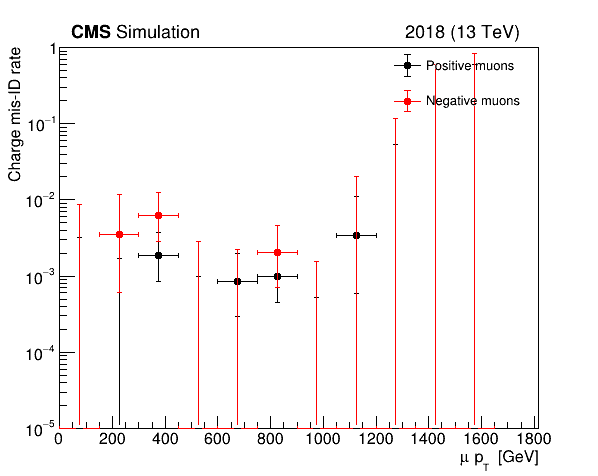 CMS Simulation 2018 (13 TeV)
Charge mis-ID rate
1
10⁻¹
10⁻²
10⁻³
10⁻⁴
10⁻⁵
Positive muons
Negative muons
0 200 400 600 800 1000 1200 1400 1600 1800
μ p_T [GeV]